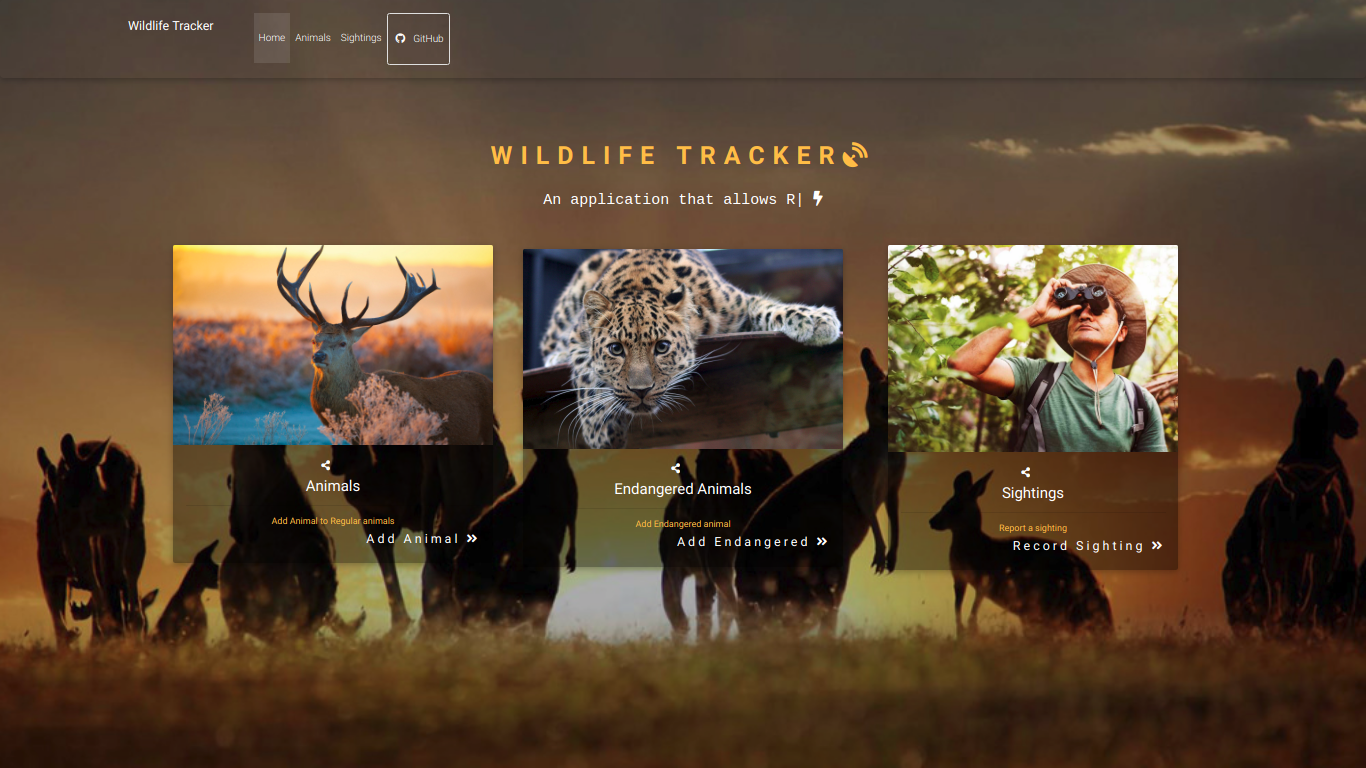 Wildlife Tracker
Home
Animals
Sightings
GitHub
WILDLIFE TRACKER
An application that allows R|
Animals
Add Animal to Regular animals
Add Animal
Endangered Animals
Add Endangered animal
Add Endangered
Sightings
Report a sighting
Record Sighting